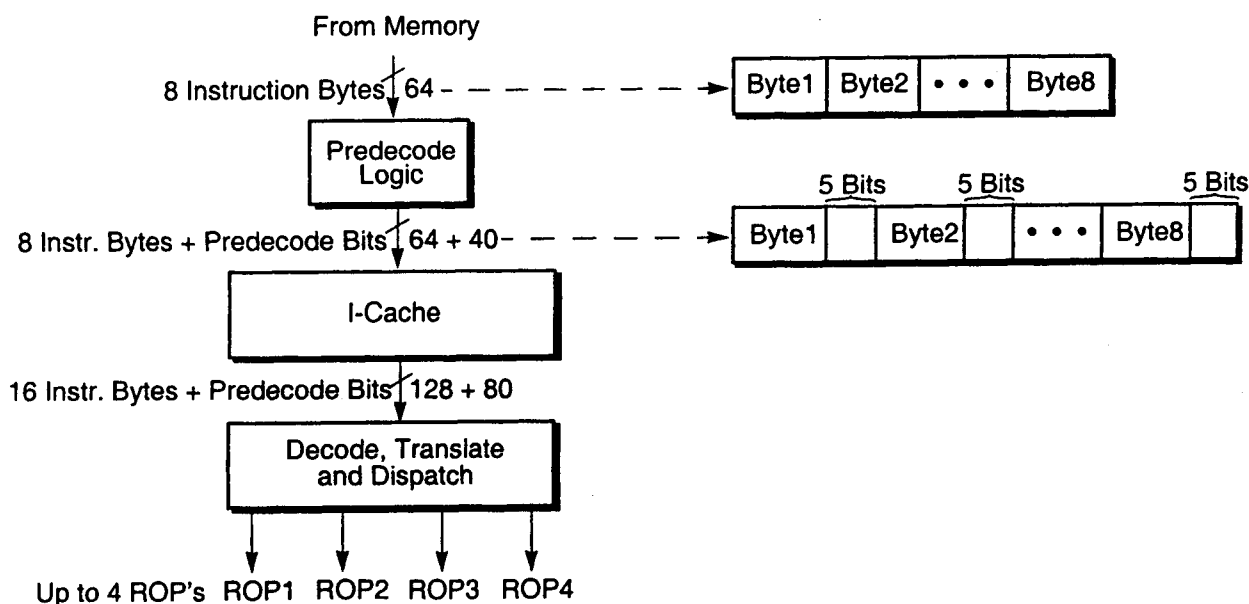 From Memory
8 Instruction Bytes 64
Byte1 Byte2 • • • Byte8
Predecode
Logic
5 Bits 5 Bits 5 Bits
8 Instr. Bytes + Predecode Bits 64 + 40
Byte1 Byte2 • • • Byte8
I-Cache
16 Instr. Bytes + Predecode Bits 128 + 80
Decode, Translate
and Dispatch
Up to 4 ROP's ROP1 ROP2 ROP3 ROP4